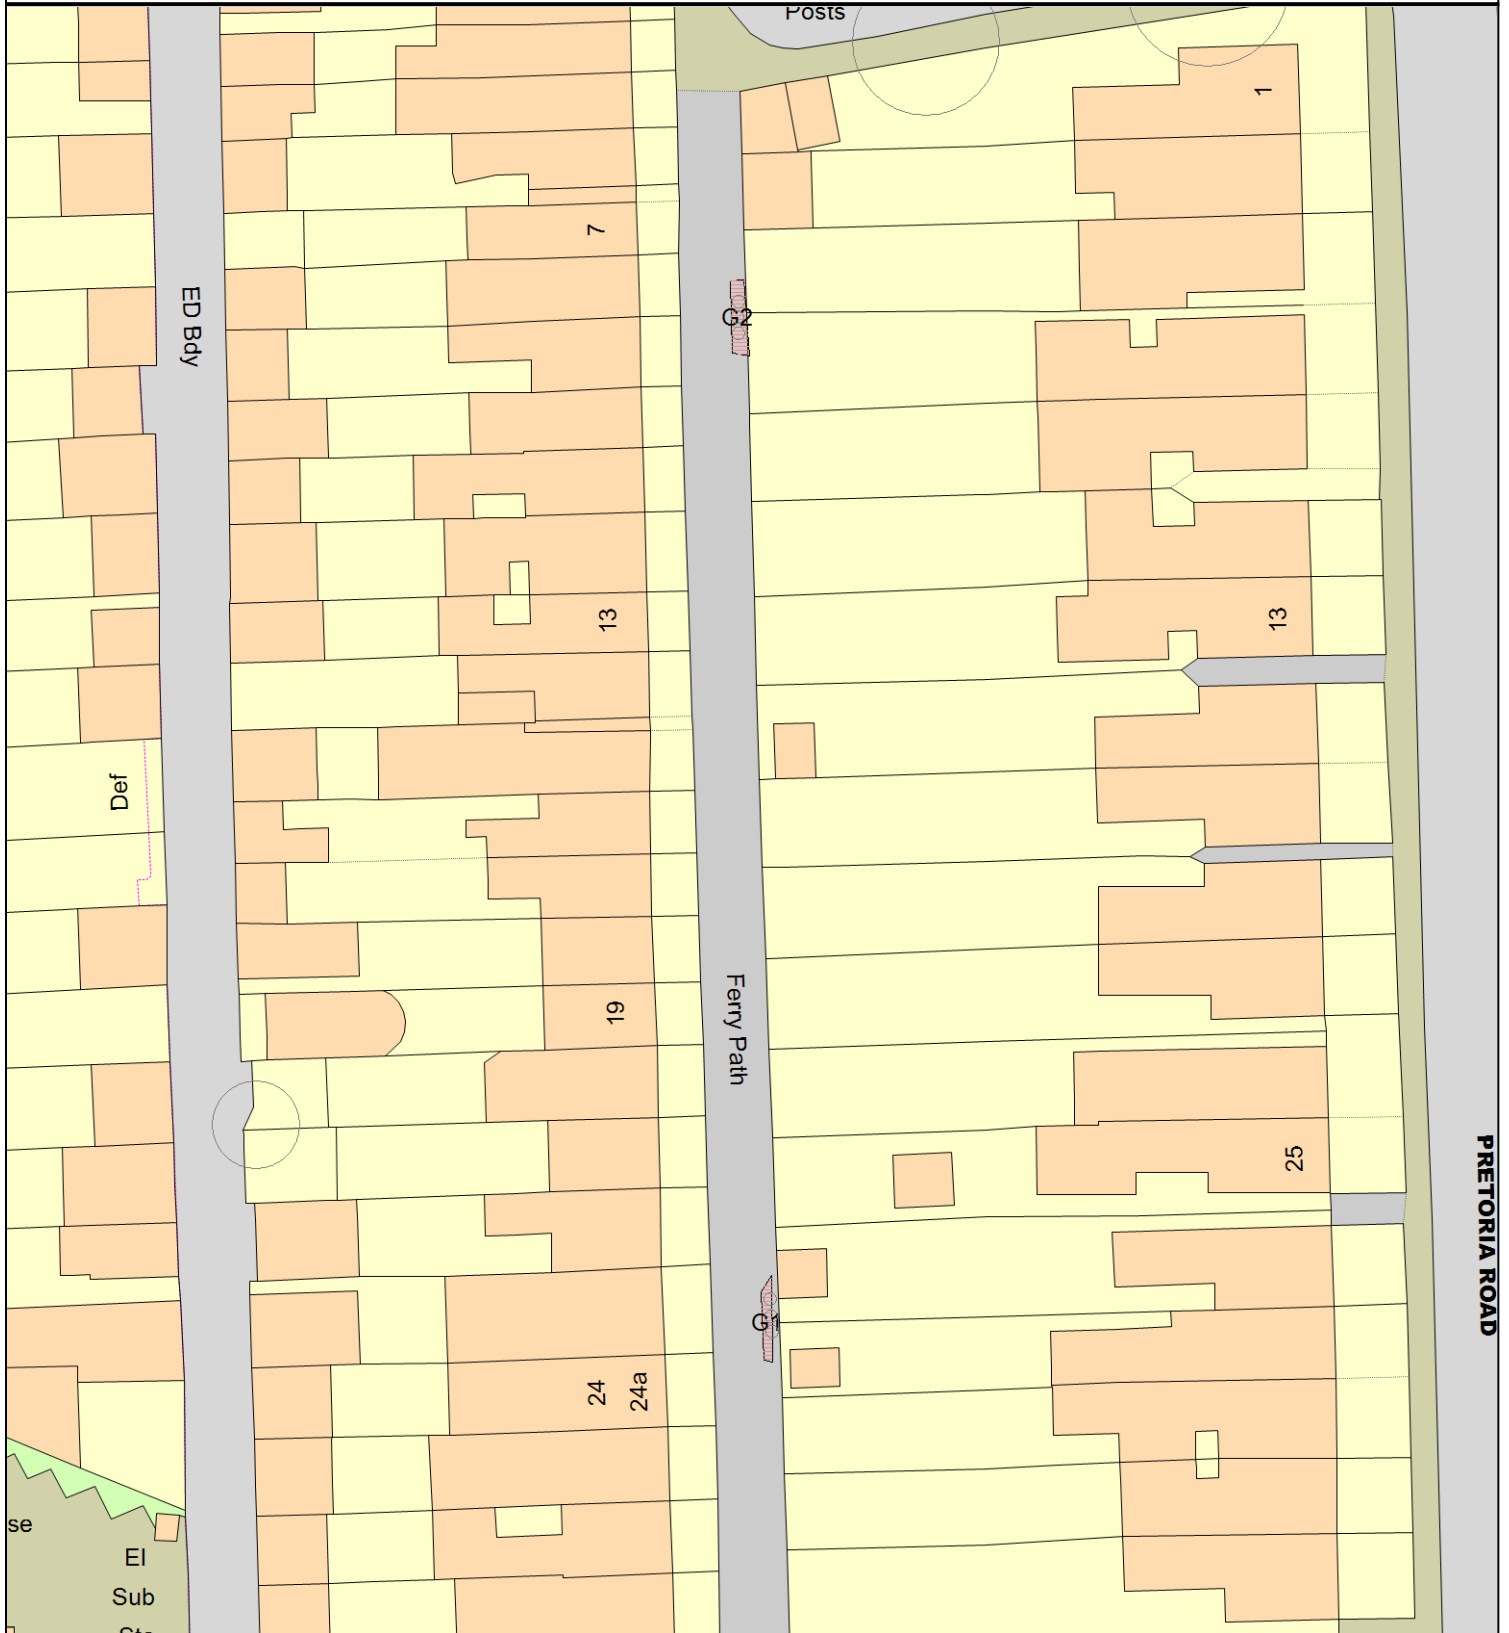 Posts
1
7
ED Bdy
G2
13
13
Def
Ferry Path
19
25
PRETORIA ROAD
G1
24
24a
se
El
Sub